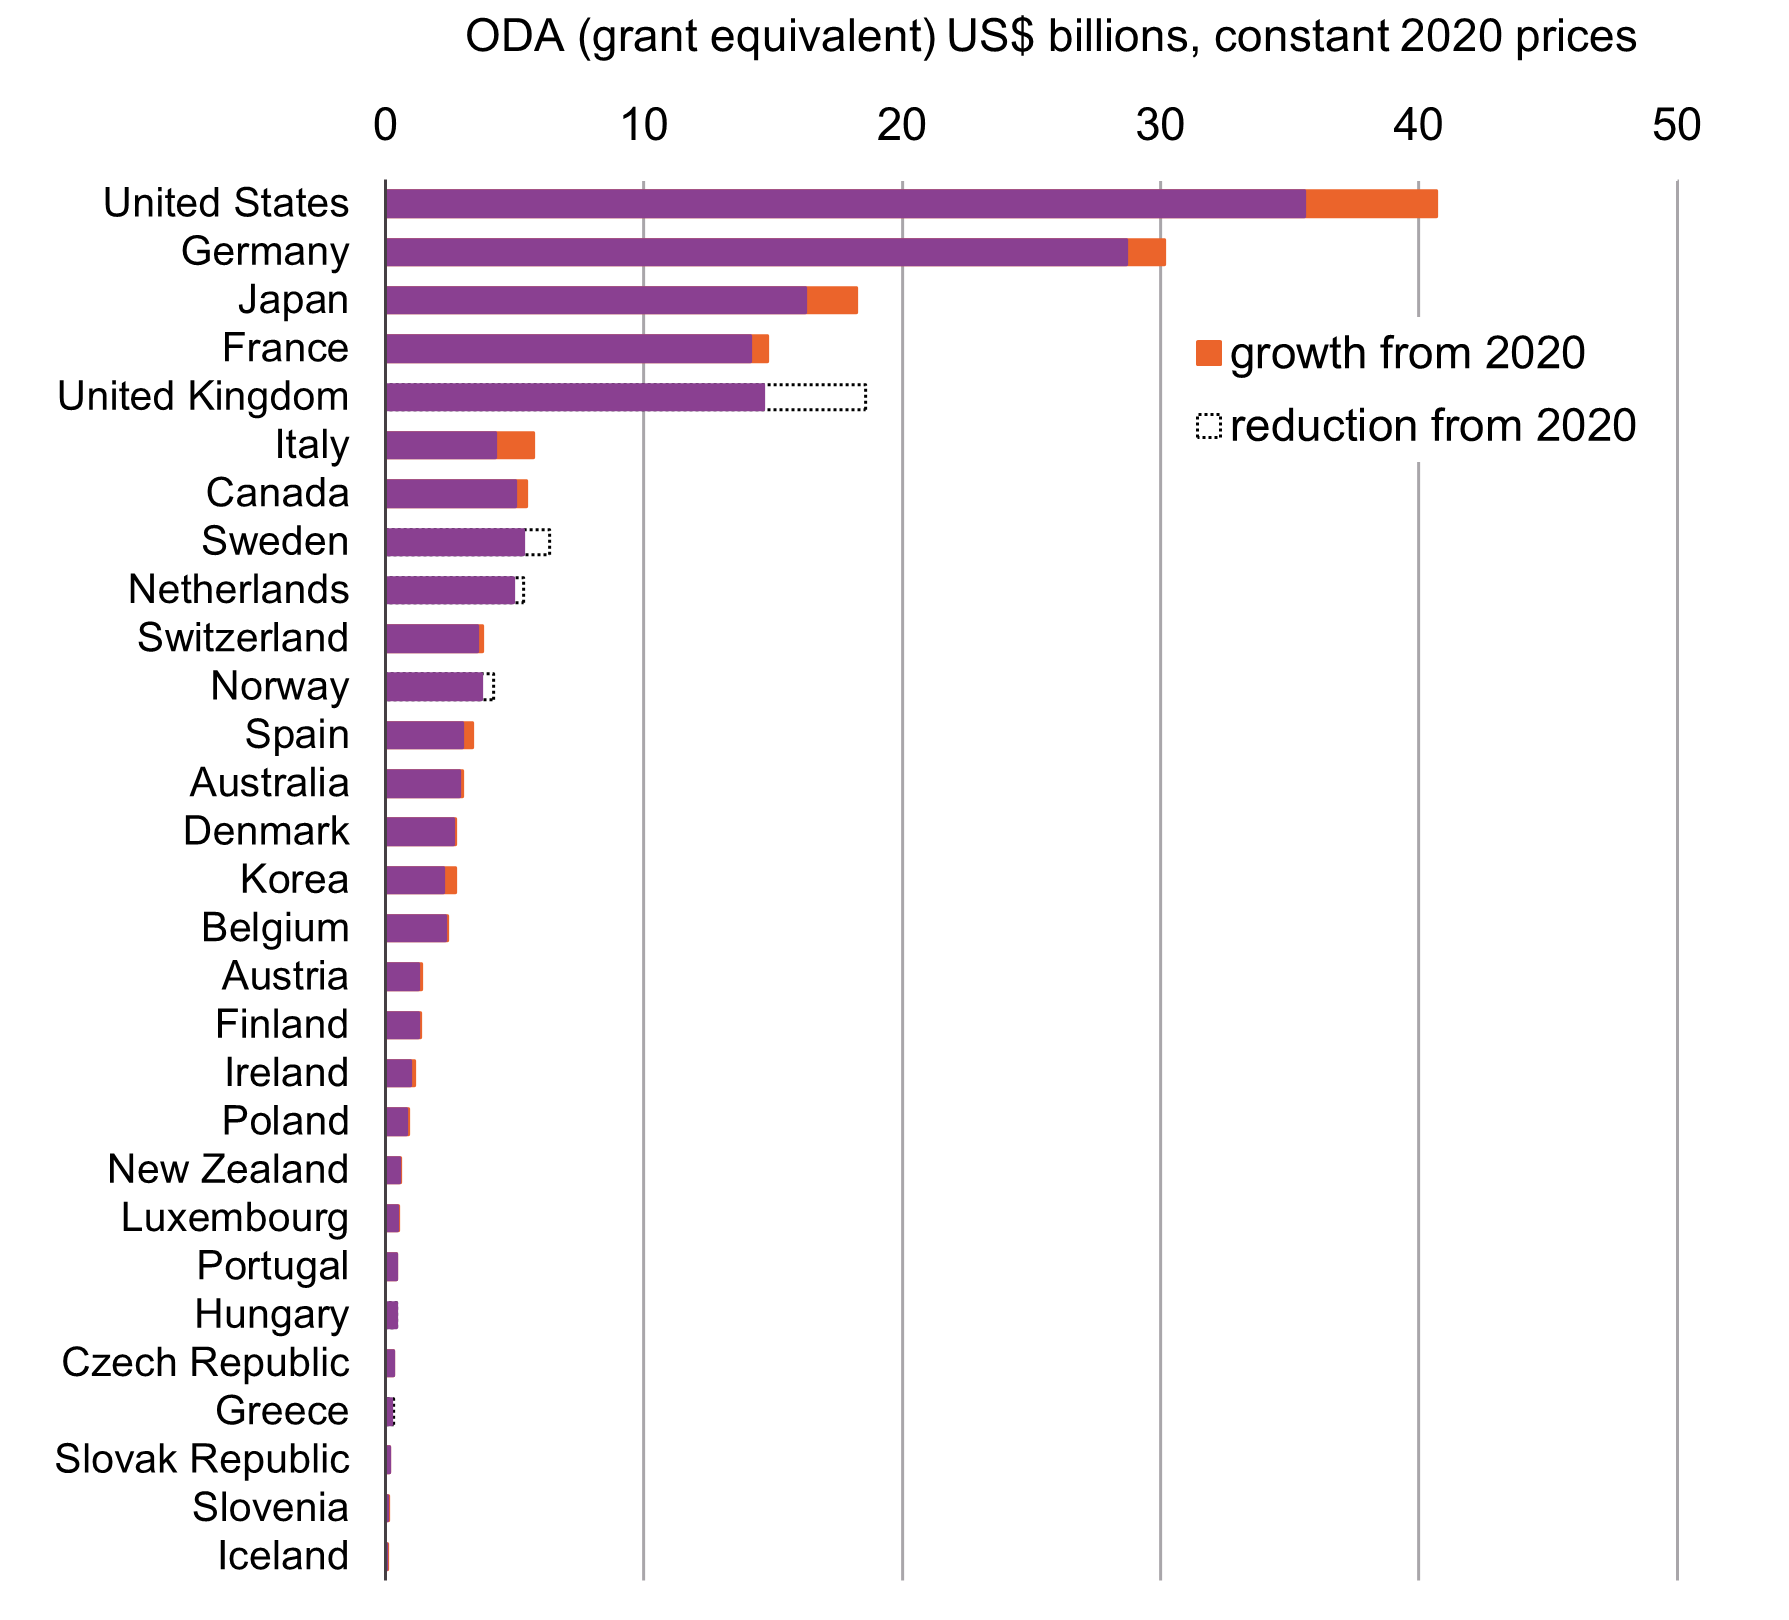 ODA (grant equivalent) US$ billions, constant 2020 prices
0 10 20 30 40 50
United States
Germany
Japan
France
growth from 2020
United Kingdom
reduction from 2020
Italy
Canada
Sweden
Netherlands
Switzerland
Norway
Spain
Australia
Denmark
Korea
Belgium
Austria
Finland
Ireland
Poland
New Zealand
Luxembourg
Portugal
Hungary
Czech Republic
Greece
Slovak Republic
Slovenia
Iceland